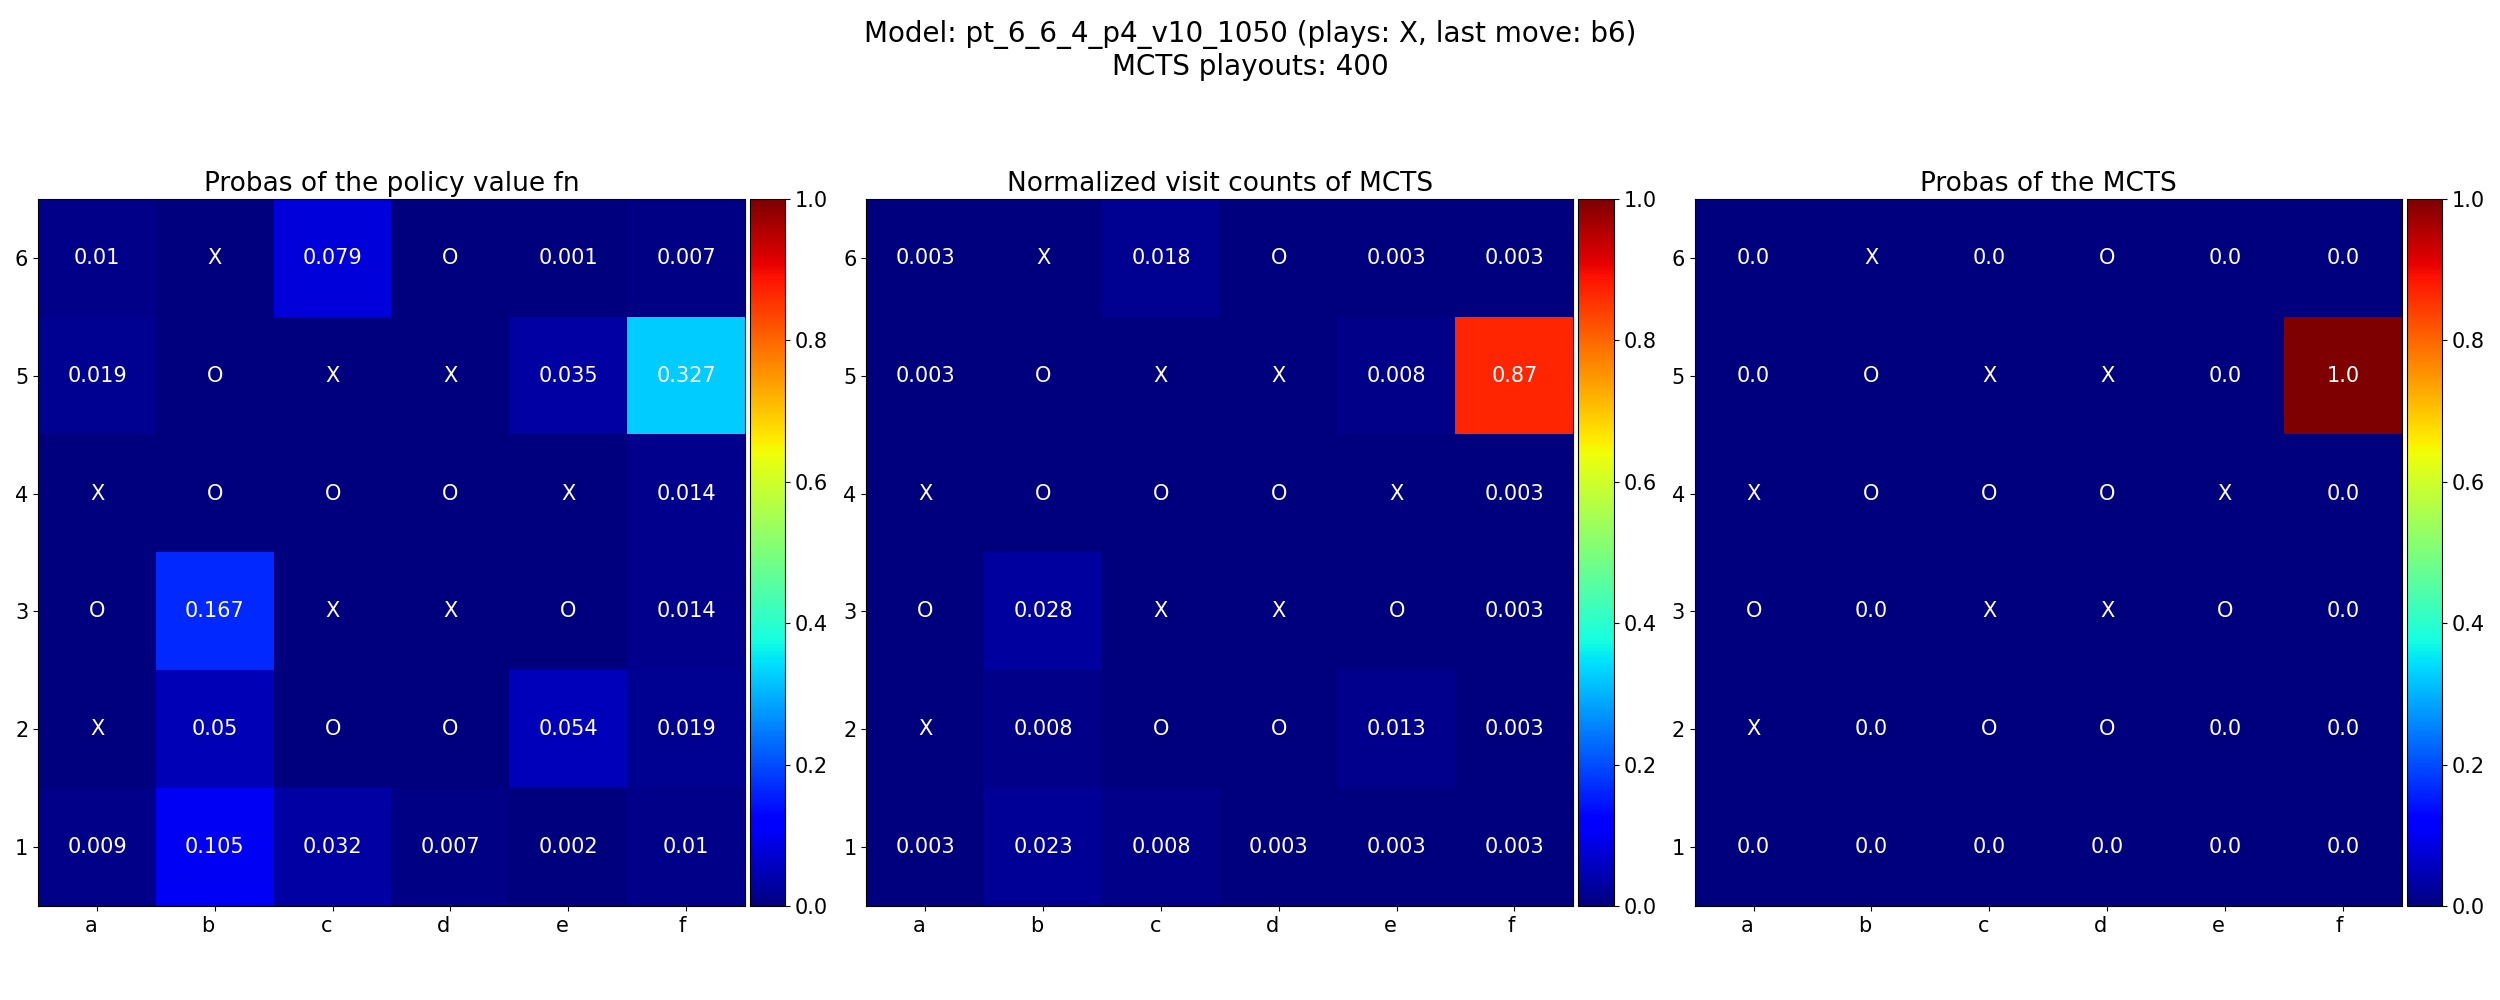 Model: pt_6_6_4_p4_v10_1050 (plays: X, last move: b6)
MCTS playouts: 400
Probas of the policy value fn
6 0.01 X 0.079 O 0.001 0.007
5 0.019 O X X 0.035 0.327
4 X O O O X 0.014
3 O 0.167 X X O 0.014
2 X 0.05 O O 0.054 0.019
1 0.009 0.105 0.032 0.007 0.002 0.01
a b c d e f
1.0
0.8
0.6
0.4
0.2
0.0
Normalized visit counts of MCTS
6 0.003 X 0.018 O 0.003 0.003
5 0.003 O X X 0.008 0.87
4 X O O O X 0.003
3 O 0.028 X X O 0.003
2 X 0.008 O O 0.013 0.003
1 0.003 0.023 0.008 0.003 0.003 0.003
a b c d e f
1.0
0.8
0.6
0.4
0.2
0.0
Probas of the MCTS
6 0.0 X 0.0 O 0.0 0.0
5 0.0 O X X 0.0 1.0
4 X O O O X 0.0
3 O 0.0 X X O 0.0
2 X 0.0 O O 0.0 0.0
1 0.0 0.0 0.0 0.0 0.0 0.0
a b c d e f
1.0
0.8
0.6
0.4
0.2
0.0